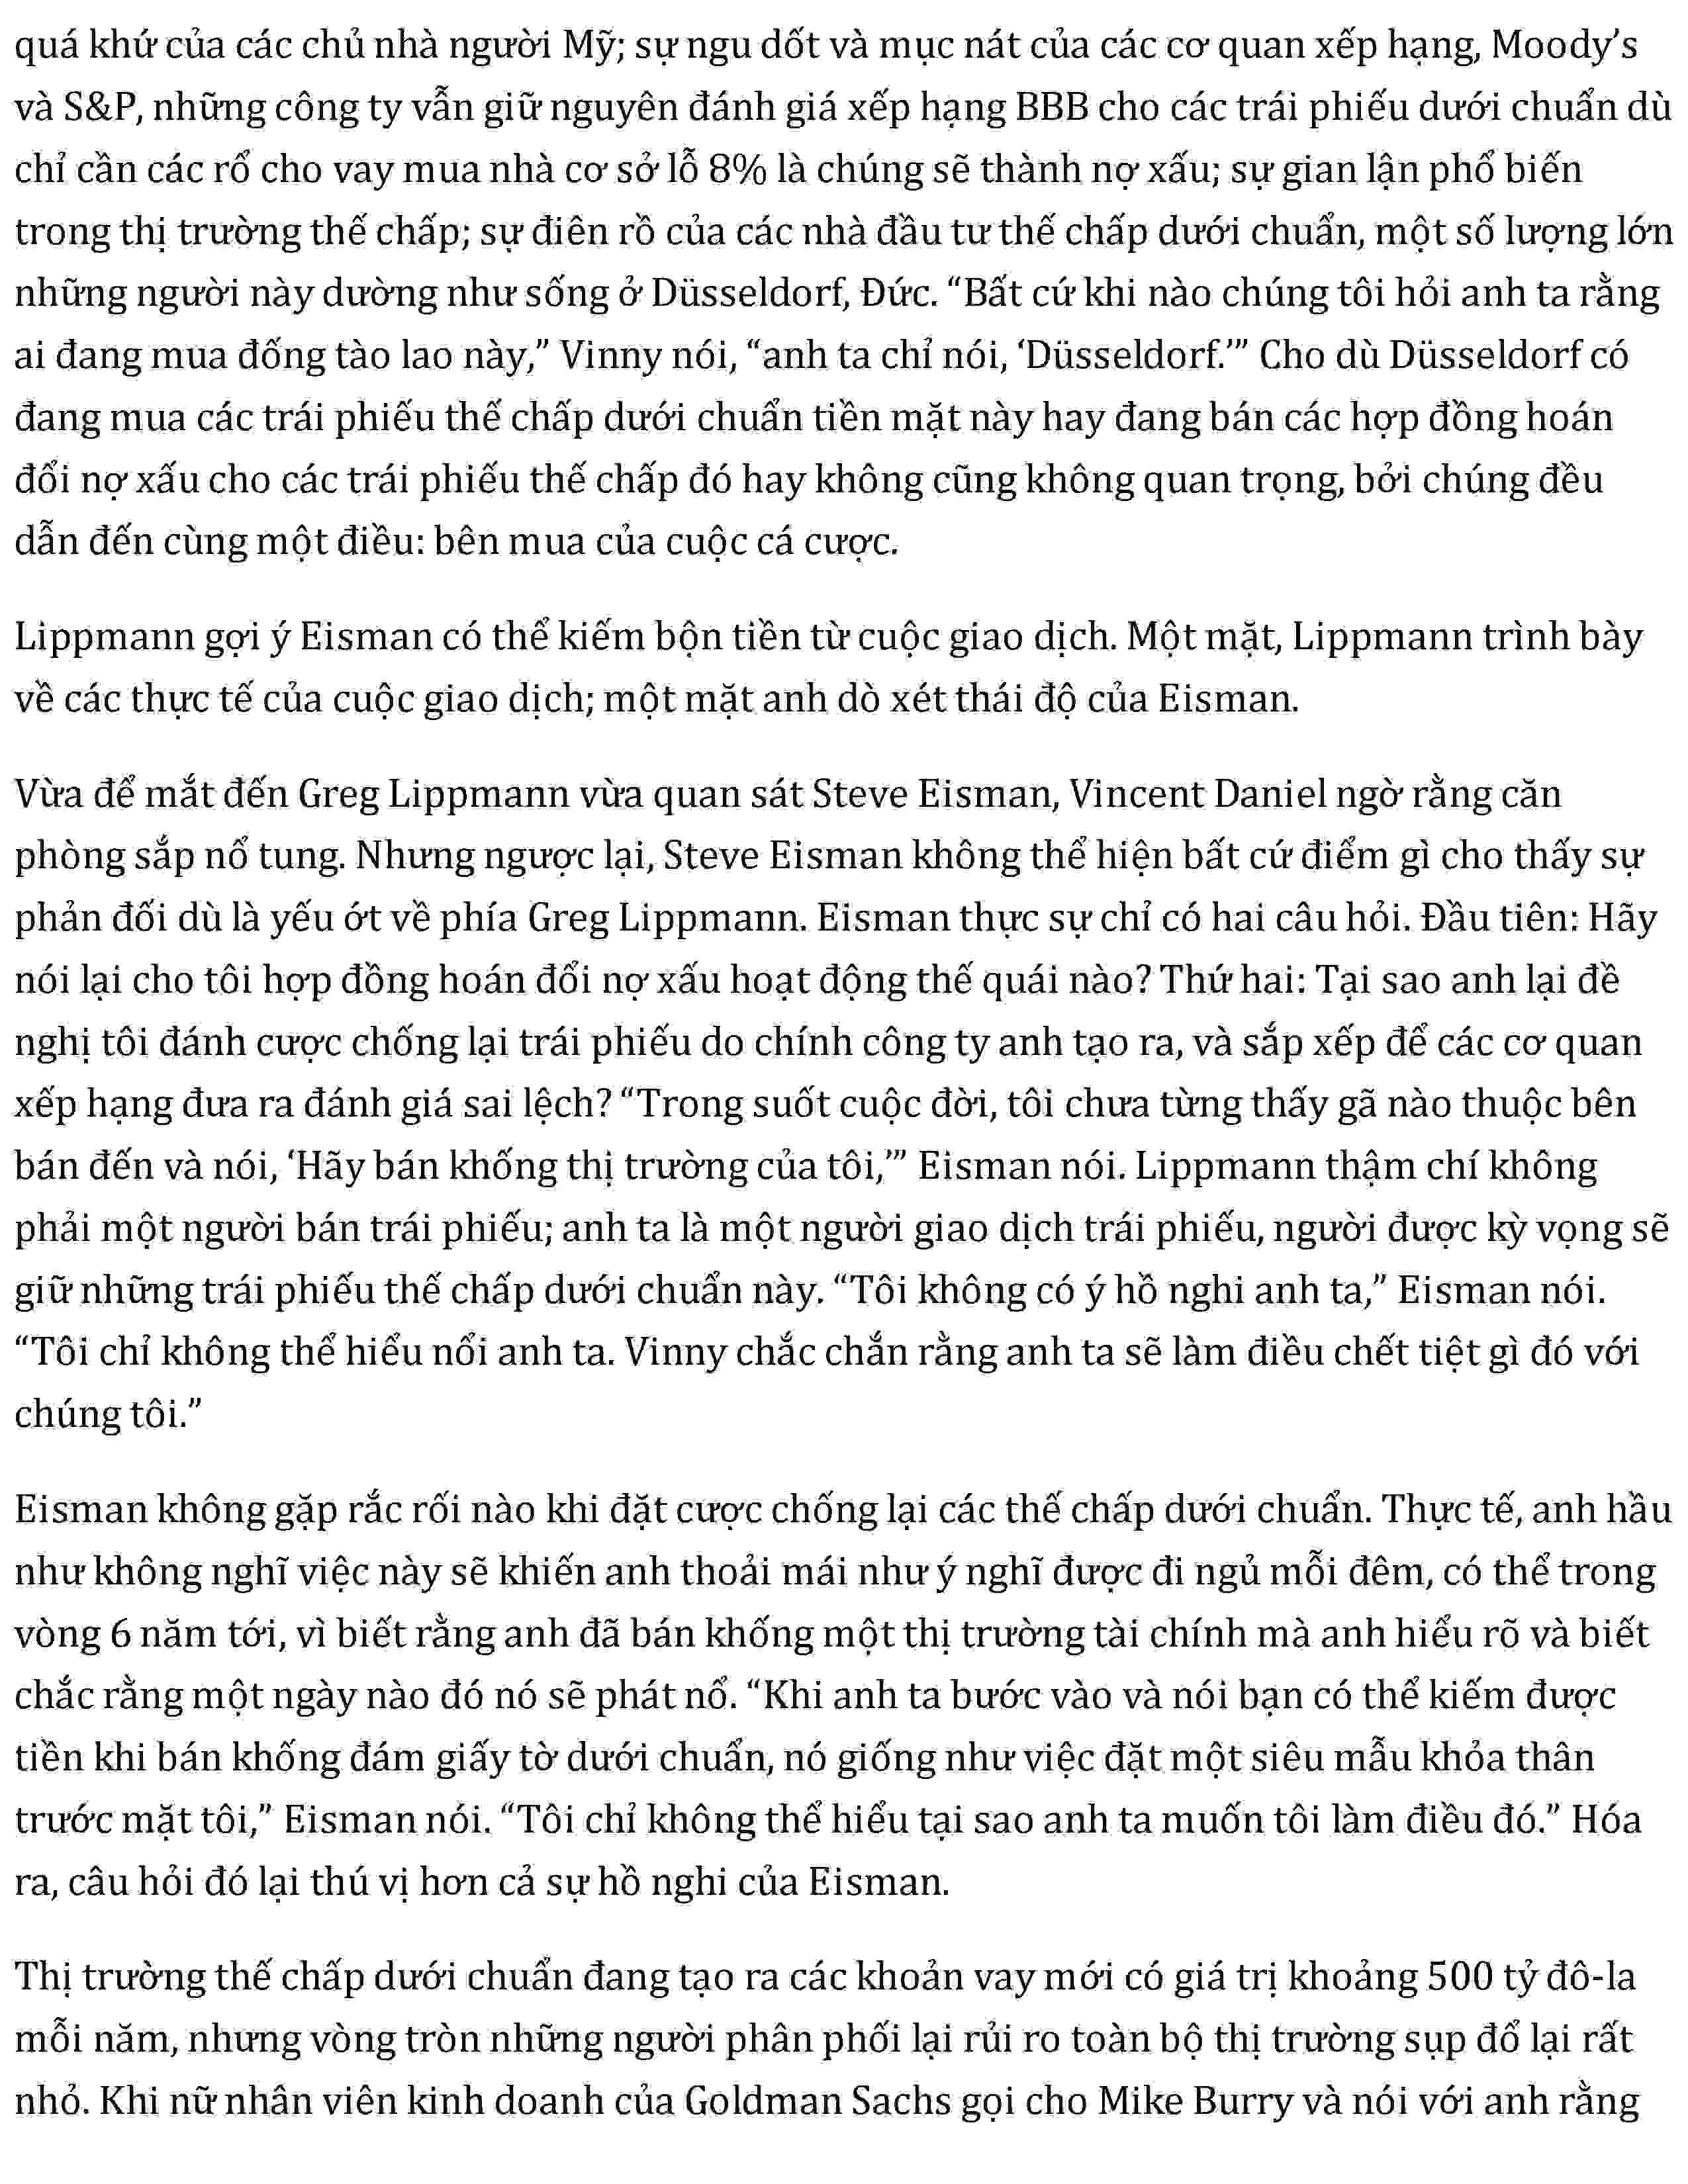 quá khứ của các chủ nhà người Mỹ; sự ngu dốt và mục nát của các cơ quan xếp hạng, Moody’s
và S&P, những công ty vẫn giữ nguyên đánh giá xếp hạng BBB cho các trái phiếu dưới chuẩn dù
chỉ cần các rổ cho vay mua nhà cơ sở lỗ 8% là chúng sẽ thành nợ xấu; sự gian lận phổ biến
trong thị trường thế chấp; sự điên rồ của các nhà đầu tư thế chấp dưới chuẩn, một số lượng lớn
những người này dường như sống ở Düsseldorf, Đức. “Bất cứ khi nào chúng tôi hỏi anh ta rằng
ai đang mua đống tào lao này,” Vinny nói, “anh ta chỉ nói, ‘Düsseldorf.’” Cho dù Düsseldorf có
đang mua các trái phiếu thế chấp dưới chuẩn tiền mặt này hay đang bán các hợp đồng hoán
đổi nợ xấu cho các trái phiếu thế chấp đó hay không cũng không quan trọng, bởi chúng đều
dẫn đến cùng một điều: bên mua của cuộc cá cược.
Lippmann gợi ý Eisman có thể kiếm bộn tiền từ cuộc giao dịch. Một mặt, Lippmann trình bày
về các thực tế của cuộc giao dịch; một mặt anh dò xét thái độ của Eisman.
Vừa để mắt đến Greg Lippmann vừa quan sát Steve Eisman, Vincent Daniel ngờ rằng căn
phòng sắp nổ tung. Nhưng ngược lại, Steve Eisman không thể hiện bất cứ điểm gì cho thấy sự
phản đối dù là yếu ớt về phía Greg Lippmann. Eisman thực sự chỉ có hai câu hỏi. Đầu tiên: Hãy
nói lại cho tôi hợp đồng hoán đổi nợ xấu hoạt động thế quái nào? Thứ hai: Tại sao anh lại đề
nghị tôi đánh cược chống lại trái phiếu do chính công ty anh tạo ra, và sắp xếp để các cơ quan
xếp hạng đưa ra đánh giá sai lệch? “Trong suốt cuộc đời, tôi chưa từng thấy gã nào thuộc bên
bán đến và nói, ‘Hãy bán khống thị trường của tôi,’” Eisman nói. Lippmann thậm chí không
phải một người bán trái phiếu; anh ta là một người giao dịch trái phiếu, người được kỳ vọng sẽ
giữ những trái phiếu thế chấp dưới chuẩn này. “Tôi không có ý hồ nghi anh ta,” Eisman nói.
“Tôi chỉ không thể hiểu nổi anh ta. Vinny chắc chắn rằng anh ta sẽ làm điều chết tiệt gì đó với
chúng tôi.”
Eisman không gặp rắc rối nào khi đặt cược chống lại các thế chấp dưới chuẩn. Thực tế, anh hầu
như không nghĩ việc này sẽ khiến anh thoải mái như ý nghĩ được đi ngủ mỗi đêm, có thể trong
vòng 6 năm tới, vì biết rằng anh đã bán khống một thị trường tài chính mà anh hiểu rõ và biết
chắc rằng một ngày nào đó nó sẽ phát nổ. “Khi anh ta bước vào và nói bạn có thể kiếm được
tiền khi bán khống đám giấy tờ dưới chuẩn, nó giống như việc đặt một siêu mẫu khỏa thân
trước mặt tôi,” Eisman nói. “Tôi chỉ không thể hiểu tại sao anh ta muốn tôi làm điều đó.” Hóa
ra, câu hỏi đó lại thú vị hơn cả sự hồ nghi của Eisman.
Thị trường thế chấp dưới chuẩn đang tạo ra các khoản vay mới có giá trị khoảng 500 tỷ đô-la
mỗi năm, nhưng vòng tròn những người phân phối lại rủi ro toàn bộ thị trường sụp đổ lại rất
nhỏ. Khi nữ nhân viên kinh doanh của Goldman Sachs gọi cho Mike Burry và nói với anh rằng